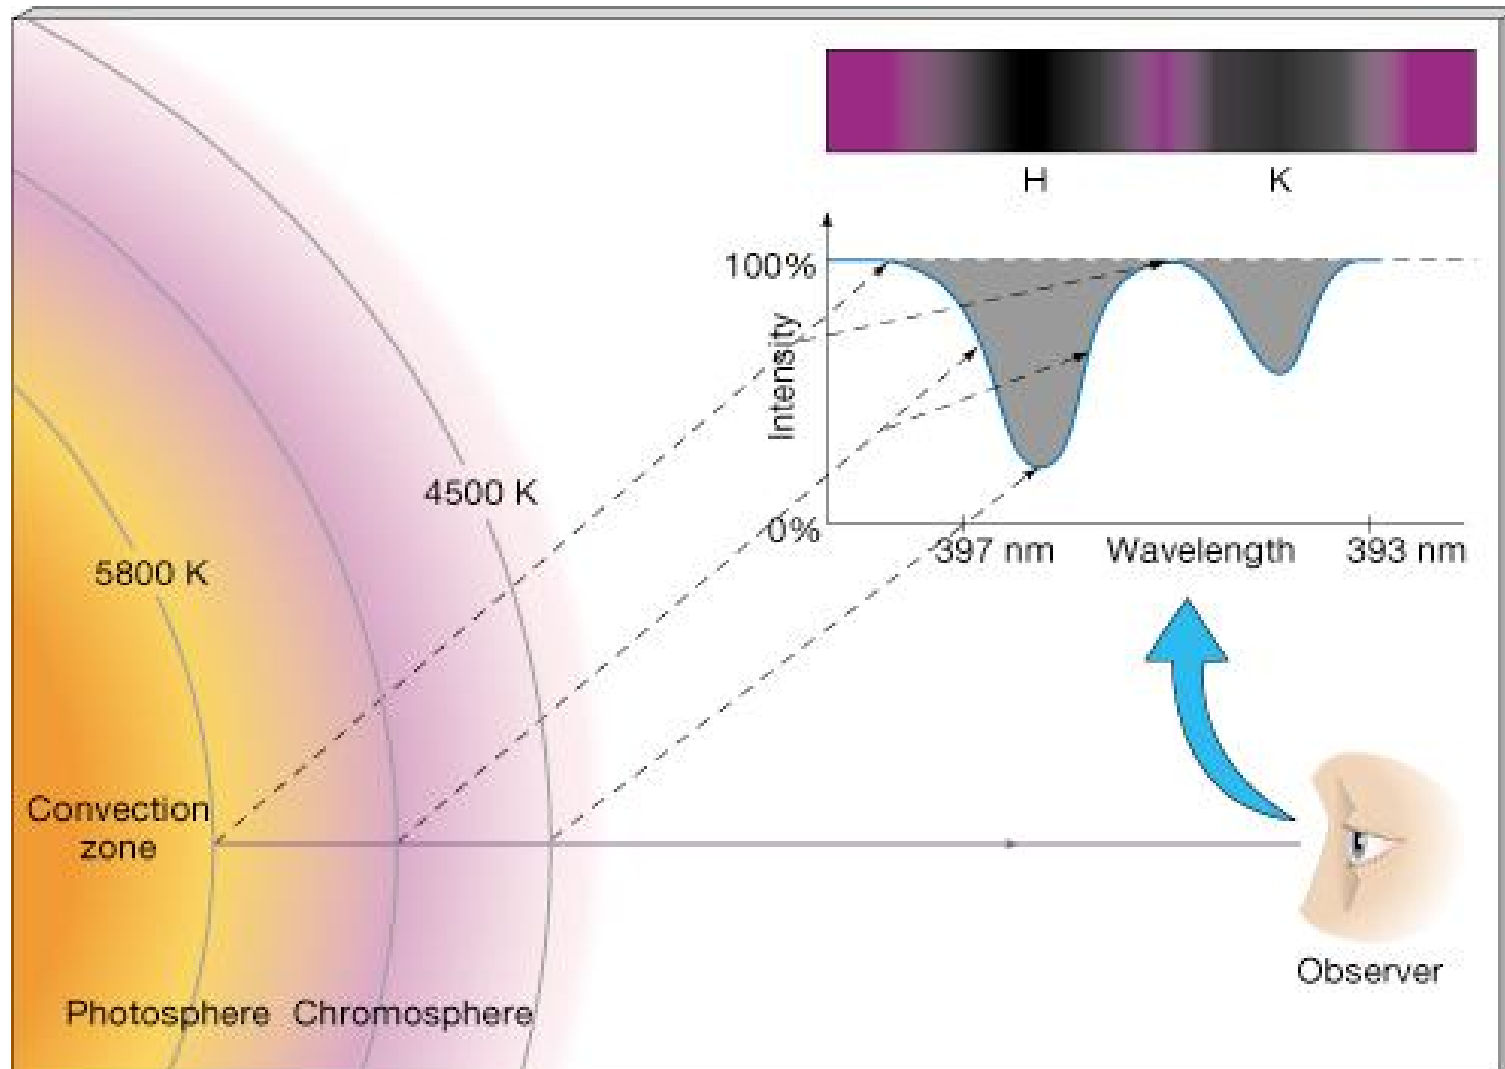 H K
100%
Intensity
0%
397 nm Wavelength 393 nm
4500 K
5800 K
Convection
zone
Observer
Photosphere Chromosphere